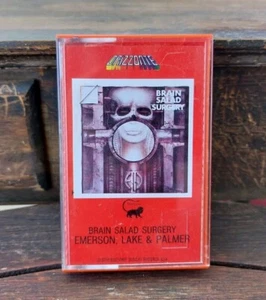 BRAIN
SALAD
SURGERY
BRAIN SALAD SURGERY
EMERSON, LAKE & PALMER